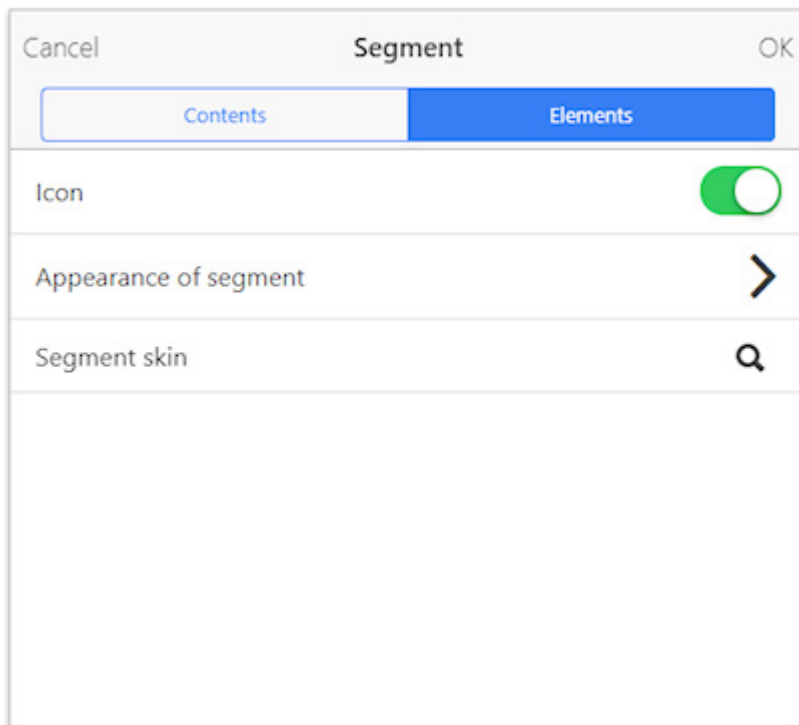 Cancel Segment OK
Contents Elements
Icon
Appearance of segment
Segment skin